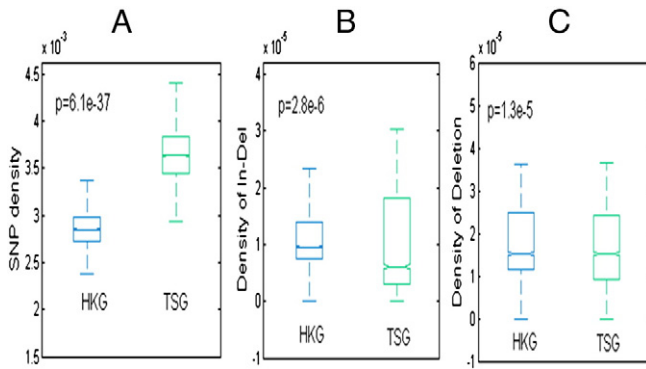 A
x 10⁻³
SNP density
4.5
4
3.5
3
2.5
2
1.5
p=6.1e-37
HKG
TSG
B
x 10⁻⁵
Density of In-Del
6
4
2
0
-1
p=2.8e-6
HKG
TSG
C
x 10⁻⁵
Density of Deletion
6
5
4
3
2
1
0
-1
p=1.3e-5
HKG
TSG